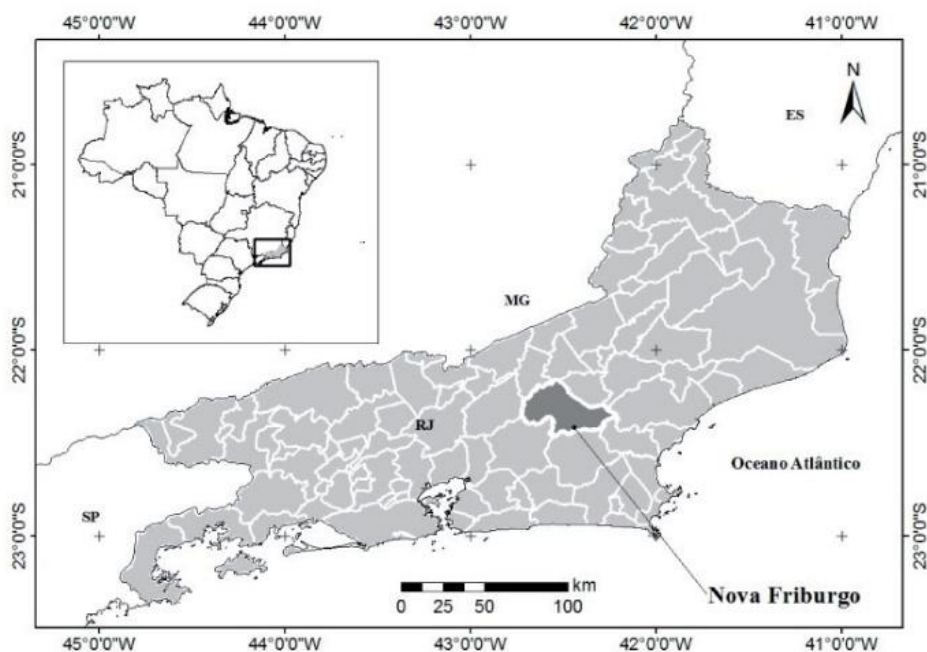 45°0'0"W 44°0'0"W 43°0'0"W 42°0'0"W 41°0'0"W
N
ES
21°0'0"S 21°0'0"S
MG
22°0'0"S 22°0'0"S
RJ
Oceano Atlântico
SP
23°0'0"S 23°0'0"S
km
0 25 50 100
Nova Friburgo
45°0'0"W 44°0'0"W 43°0'0"W 42°0'0"W 41°0'0"W